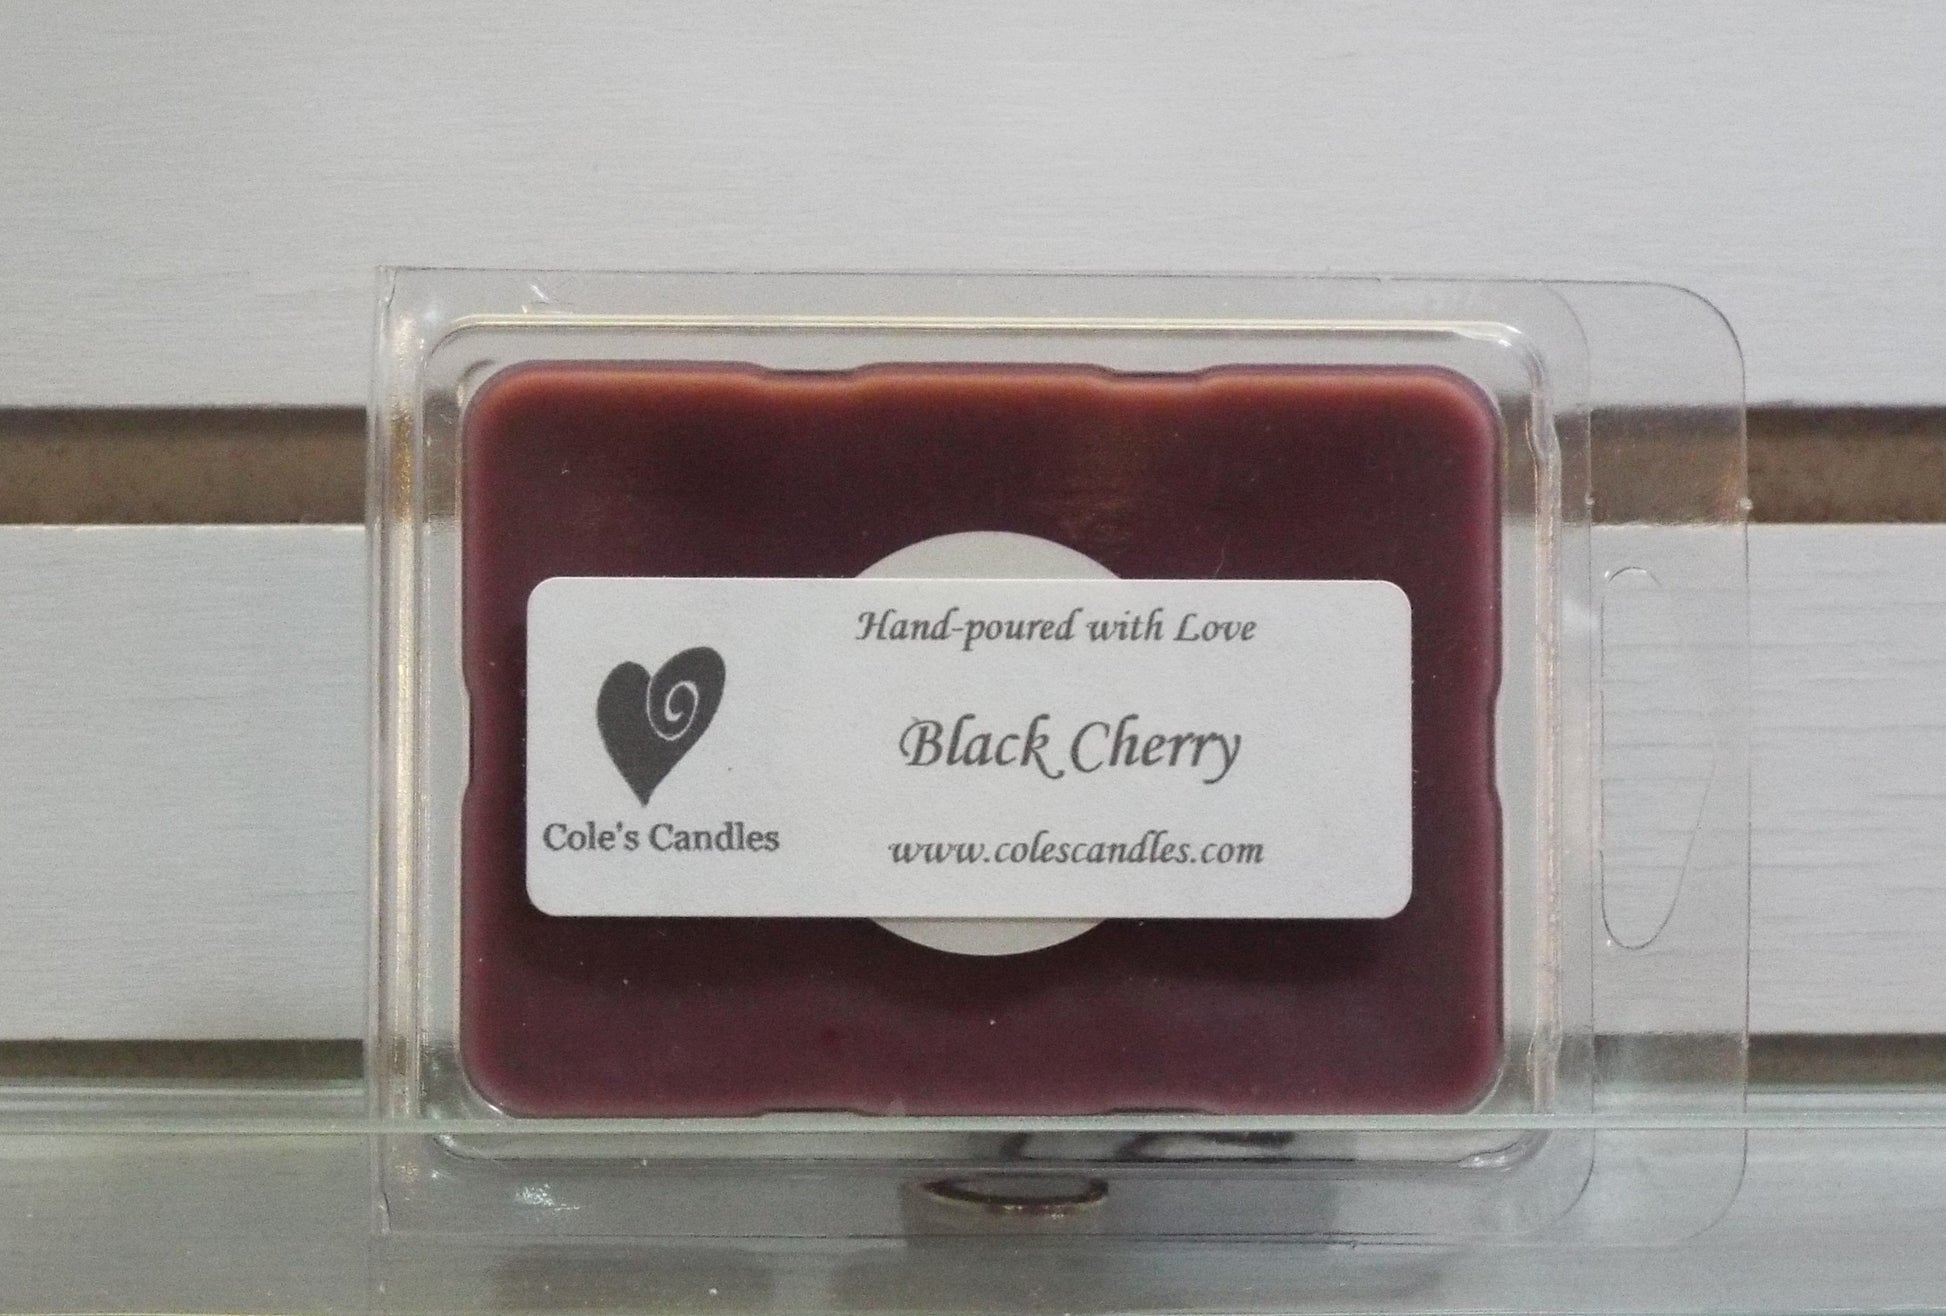 Hand-poured with Love
Black Cherry
Cole's Candles
www.colescandles.com